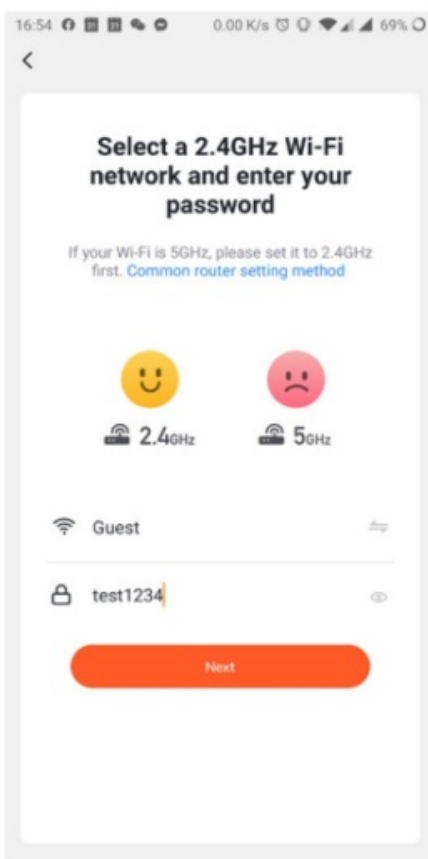 16:54 0.00 K/s 69%
Select a 2.4GHz Wi-Fi
network and enter your
password
If your Wi-Fi is 5GHz, please set it to 2.4GHz
first. Common router setting method
2.4GHz 5GHz
Guest
test1234
Next